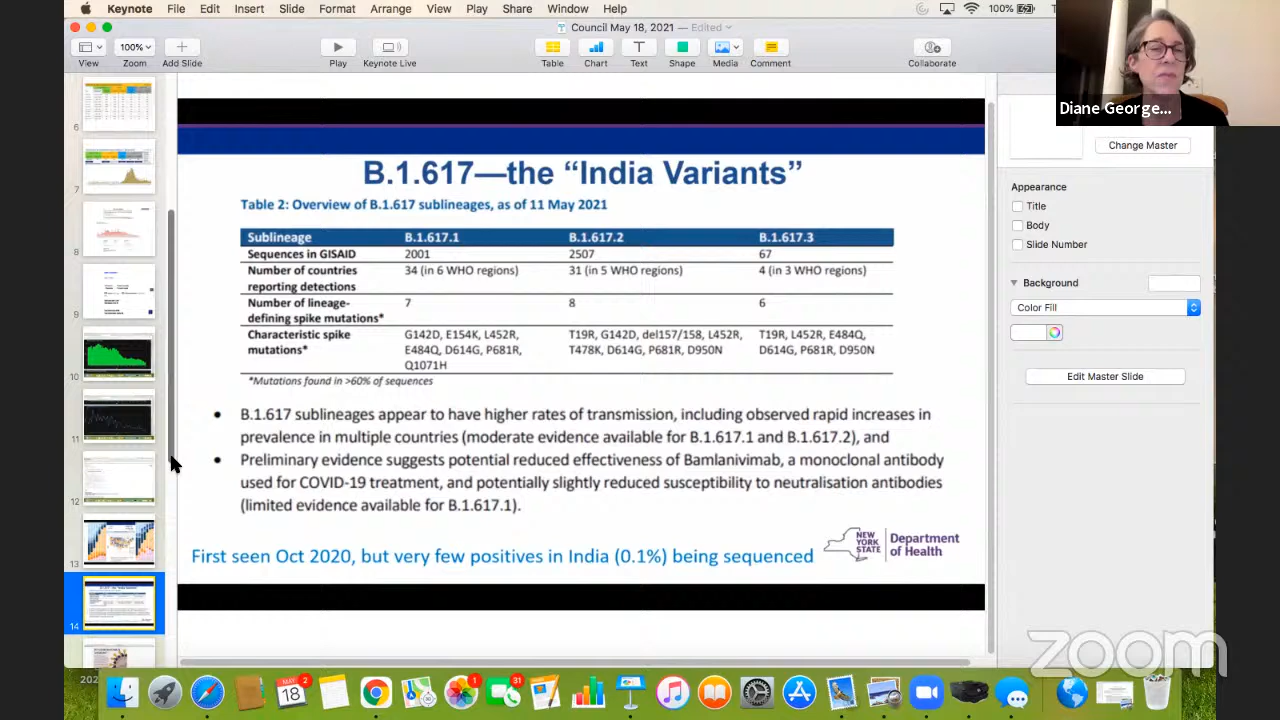 Keynote File Edit Insert Slide Format Arrange View Play Share Window Help 100%
Council May 18, 2021 — Edited
100%
View Zoom Add Slide Play Keynote Live Table Chart Text Shape Media Comment Collaborate
Diane George...
B.1.617—the “India Variants”
Table 2: Overview of B.1.617 sublineages, as of 11 May 2021
Sublineage B.1.617.1 B.1.617.2 B.1.617.3
Sequences in GISAID 2001 2507 67
Number of countries 34 (in 6 WHO regions) 31 (in 5 WHO regions) 4 (in 3 WHO regions)
reporting detections
Number of lineage- 7 8 6
defining spike mutations*
Characteristic spike G142D, E154K, L452R, T19R, G142D, del157/158, L452R, T19R, L452R, E484Q,
mutations* E484Q, D614G, P681R, T478K, D614G, P681R, D950N D614G, P681R, D950N
Q1071H
*Mutations found in >60% of sequences
• B.1.617 sublineages appear to have higher rates of transmission, including observed rapid increases in
prevalence in multiple countries (moderate evidence available for B.1.617.1 and B.1.617.2), and
• Preliminary evidence suggests potential reduced effectiveness of Bamlanivimab, a monoclonal antibody
used for COVID-19 treatment, and potentially slightly reduced susceptibility to neutralisation antibodies
(limited evidence available for B.1.617.1).
First seen Oct 2020, but very few positives in India (0.1%) being sequenced
NEW
YORK
STATE
Department
of Health
6
7
8
9
10
11
12
13
14
Change Master
Appearance
Title
Body
Slide Number
Background
Color Fill
Edit Master Slide
zoom
202
MAY
18
2
1
31